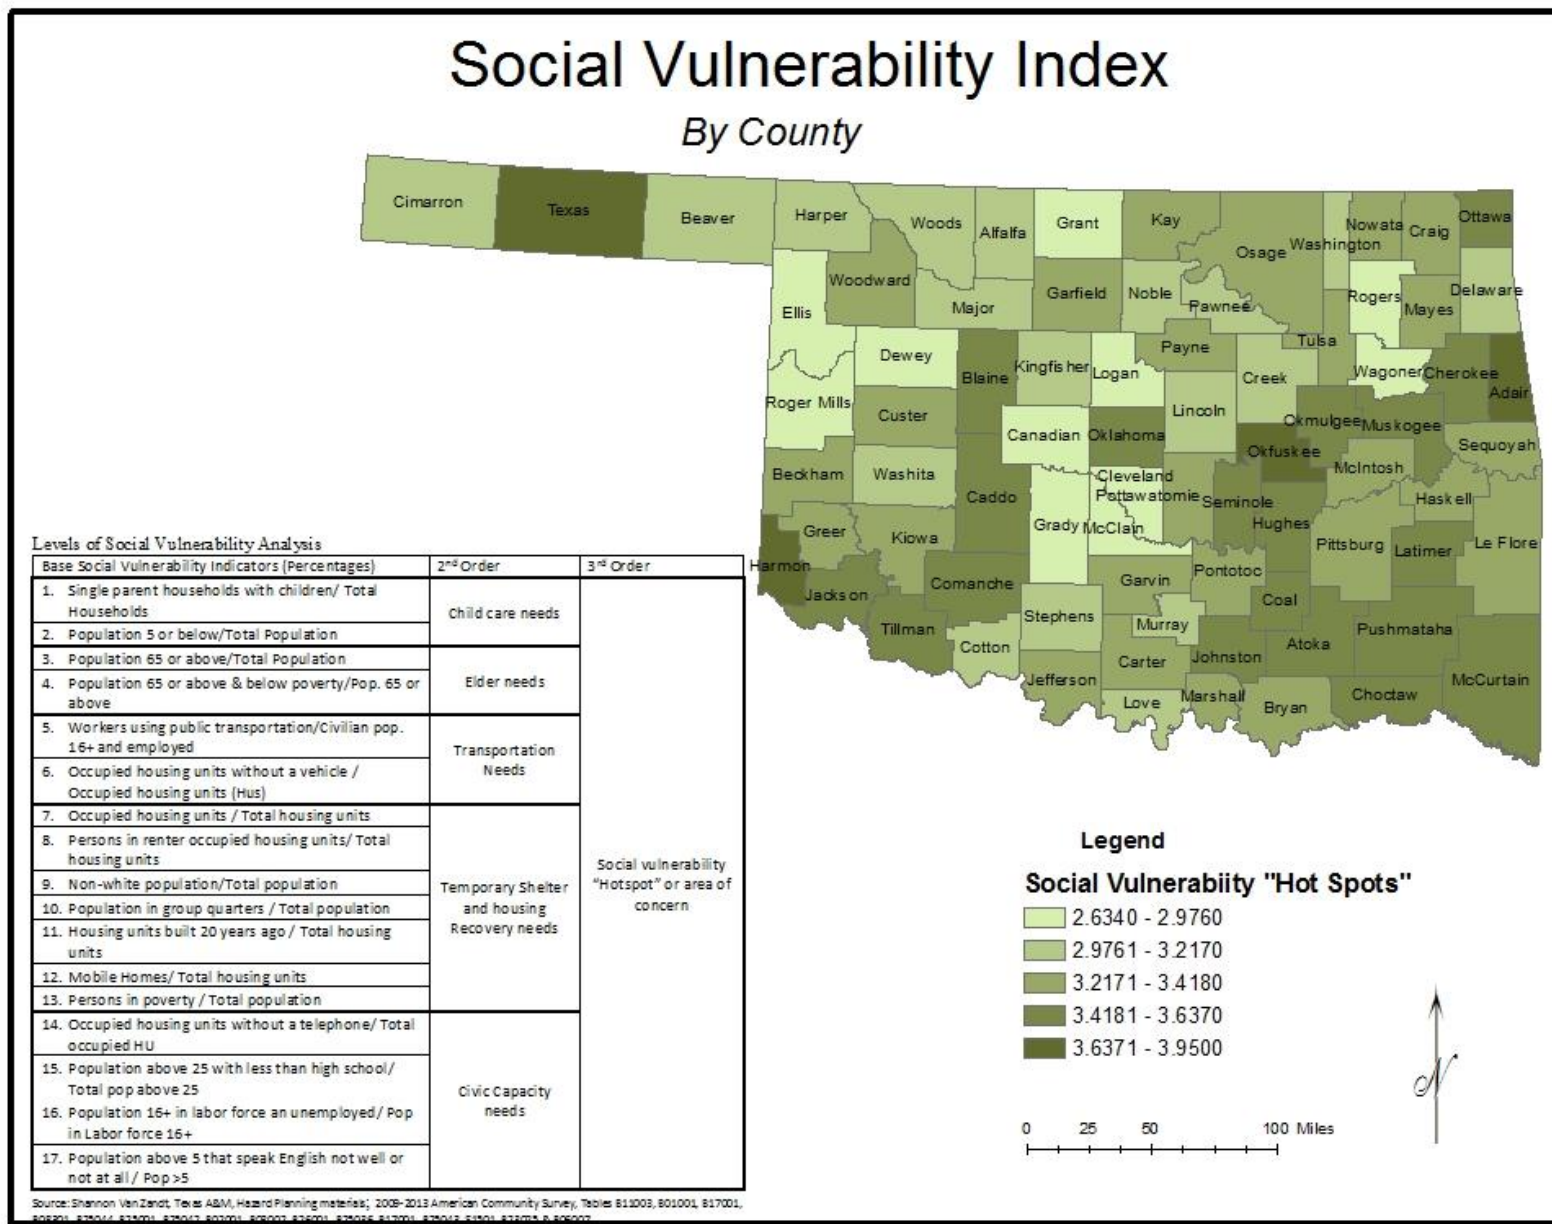 Social Vulnerability Index
By County
Cimarron
Texas
Beaver
Harper
Woods
Alfalfa
Grant
Kay
Osage
Washington
Nowata
Craig
Ottawa
Woodward
Ellis
Major
Garfield
Noble
Pawnee
Rogers
Mayes
Delaware
Dewey
Blaine
Kingfisher
Logan
Payne
Tulsa
Creek
Wagoner
Cherokee
Adair
Roger Mills
Custer
Canadian
Oklahoma
Lincoln
Okmulgee
Muskogee
Okfuskee
Sequoyah
McIntosh
Beckham
Washita
Caddo
Cleveland
Pottawatomie
Seminole
Haskell
Greer
Kiowa
Grady
McClain
Hughes
Pittsburg
Latimer
Le Flore
Harmon
Jackson
Comanche
Garvin
Pontotoc
Coal
Tillman
Stephens
Murray
Cotton
Carter
Johnston
Atoka
Pushmataha
Jefferson
Love
Marshall
Bryan
Choctaw
McCurtain
Levels of Social Vulnerability Analysis
Base Social Vulnerability Indicators (Percentages)
2nd Order
3rd Order
1. Single parent households with children/ Total
Households
2. Population 5 or below/Total Population
Child care needs
3. Population 65 or above/Total Population
4. Population 65 or above & below poverty/Pop. 65 or
above
Elder needs
5. Workers using public transportation/Civilian pop.
16+ and employed
6. Occupied housing units without a vehicle /
Occupied housing units (Hus)
Transportation
Needs
7. Occupied housing units / Total housing units
8. Persons in renter occupied housing units/ Total
housing units
9. Non-white population/Total population
10. Population in group quarters / Total population
11. Housing units built 20 years ago / Total housing
units
12. Mobile Homes/ Total housing units
13. Persons in poverty / Total population
Temporary Shelter
and housing
Recovery needs
14. Occupied housing units without a telephone/ Total
occupied HU
15. Population above 25 with less than high school/
Total pop above 25
16. Population 16+ in labor force an unemployed/ Pop
in Labor force 16+
17. Population above 5 that speak English not well or
not at all / Pop >5
Civic Capacity
needs
Social vulnerability
"Hotspot" or area of
concern
Source: Shannon Van Zandt, Texas A&M, Hazard Planning materials; 2009-2013 American Community Survey, Tables B11003, B01001, B17001,
Legend
Social Vulnerabiity "Hot Spots"
2.6340 - 2.9760
2.9761 - 3.2170
3.2171 - 3.4180
3.4181 - 3.6370
3.6371 - 3.9500
0 25 50 100 Miles
N